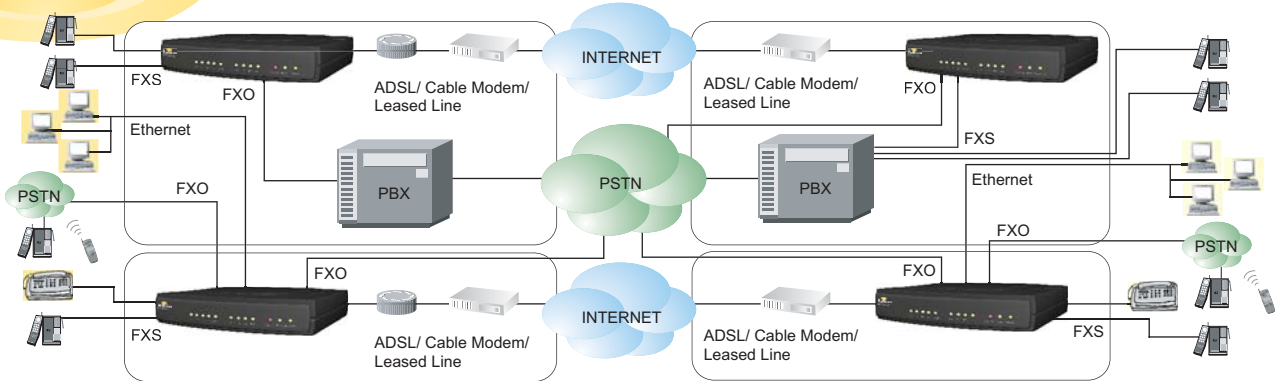 INTERNET
FXS
FXO
ADSL/ Cable Modem/
Leased Line
ADSL/ Cable Modem/
Leased Line
FXO
Ethernet
FXS
PBX
PSTN
PBX
FXO
Ethernet
PSTN
FXO
PSTN
FXO
FXO
INTERNET
FXS
ADSL/ Cable Modem/
Leased Line
ADSL/ Cable Modem/
Leased Line
FXS